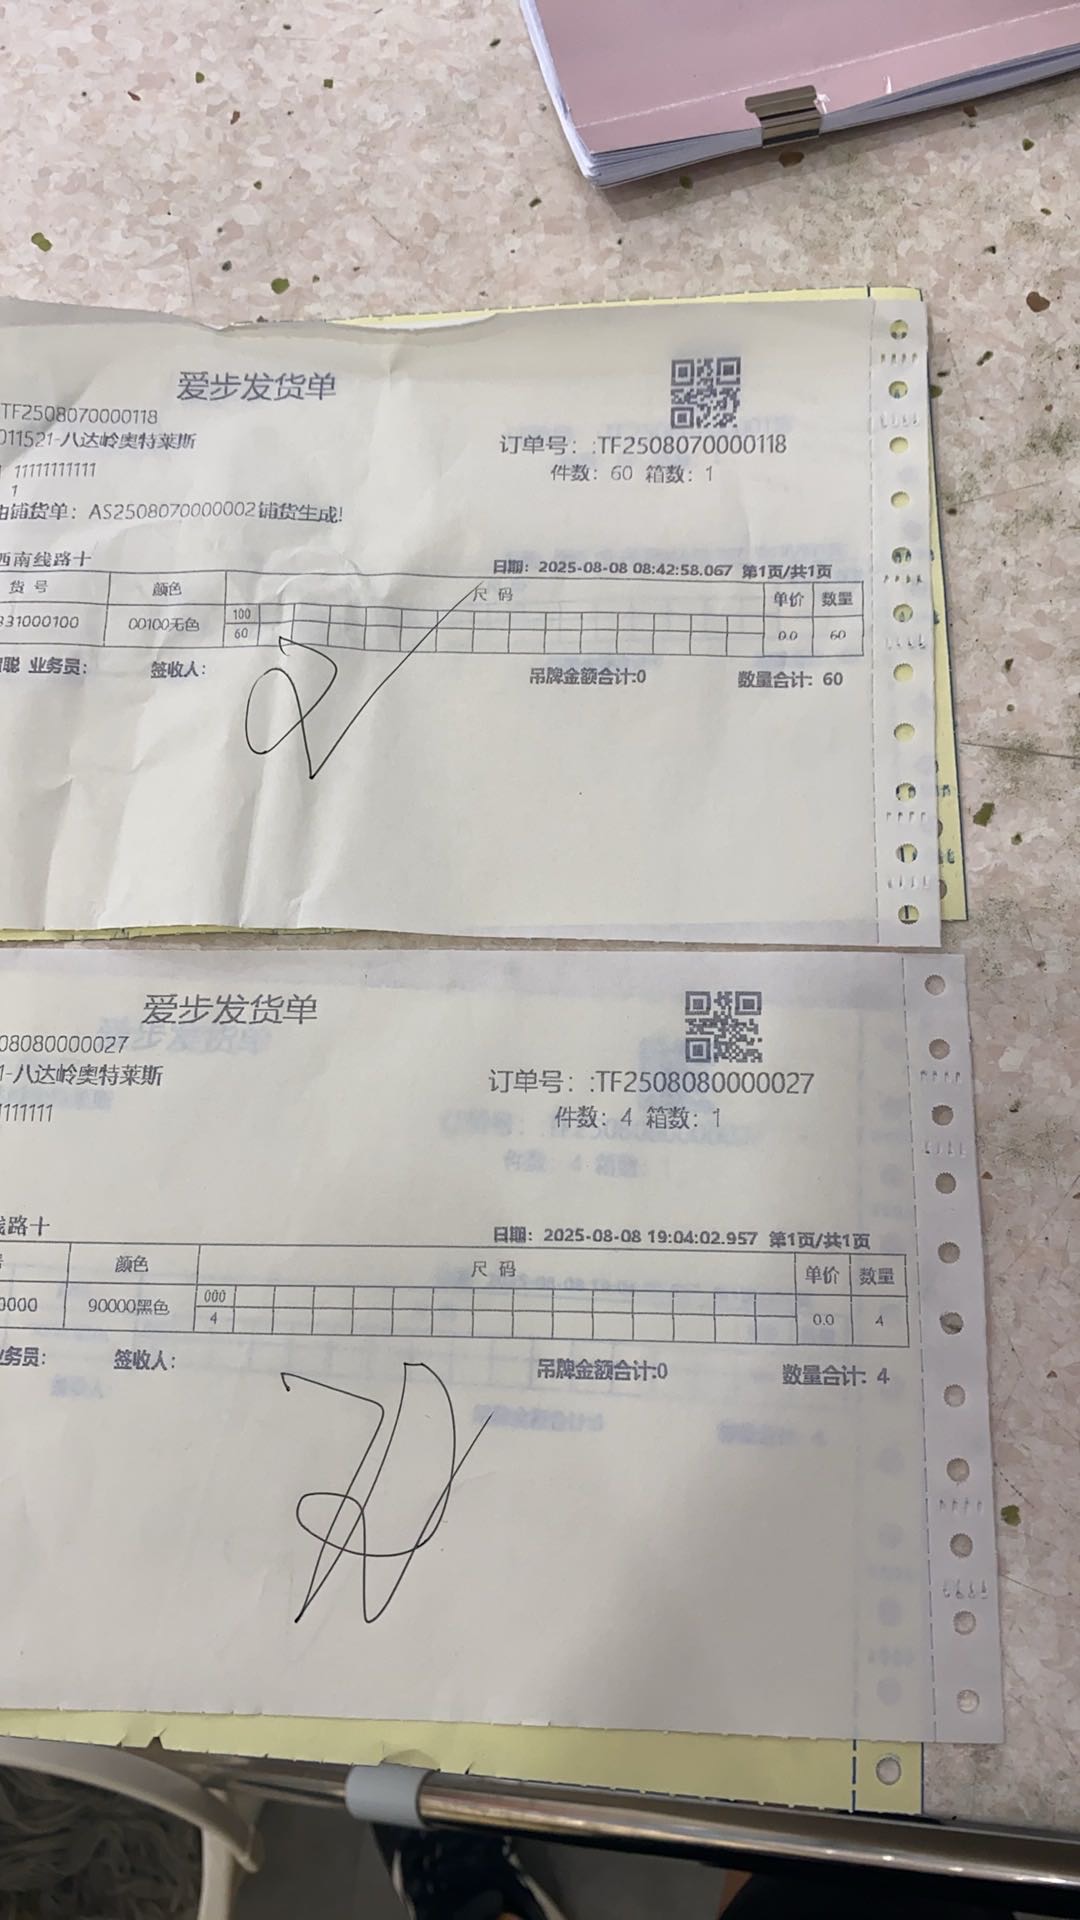 爱步发货单
TF2508070000118
011521-八达岭奥特莱斯
订单号：:TF2508070000118
11111111111
件数：60 箱数：1
1
由铺货单：AS2508070000002铺货生成!
西南线路十
日期：2025-08-08 08:42:58.067 第1页/共1页
货号 颜色 尺码 单价 数量
331000100 00100无色 100 0.0 60
60
聪 业务员: 签收人: 吊牌金额合计:0 数量合计: 60
爱步发货单
08080000027
1-八达岭奥特莱斯
订单号：:TF2508080000027
1111111
件数：4 箱数：1
线路十
日期：2025-08-08 19:04:02.957 第1页/共1页
号 颜色 尺码 单价 数量
0000 90000黑色 000 0.0 4
4
业务员: 签收人: 吊牌金额合计:0 数量合计: 4